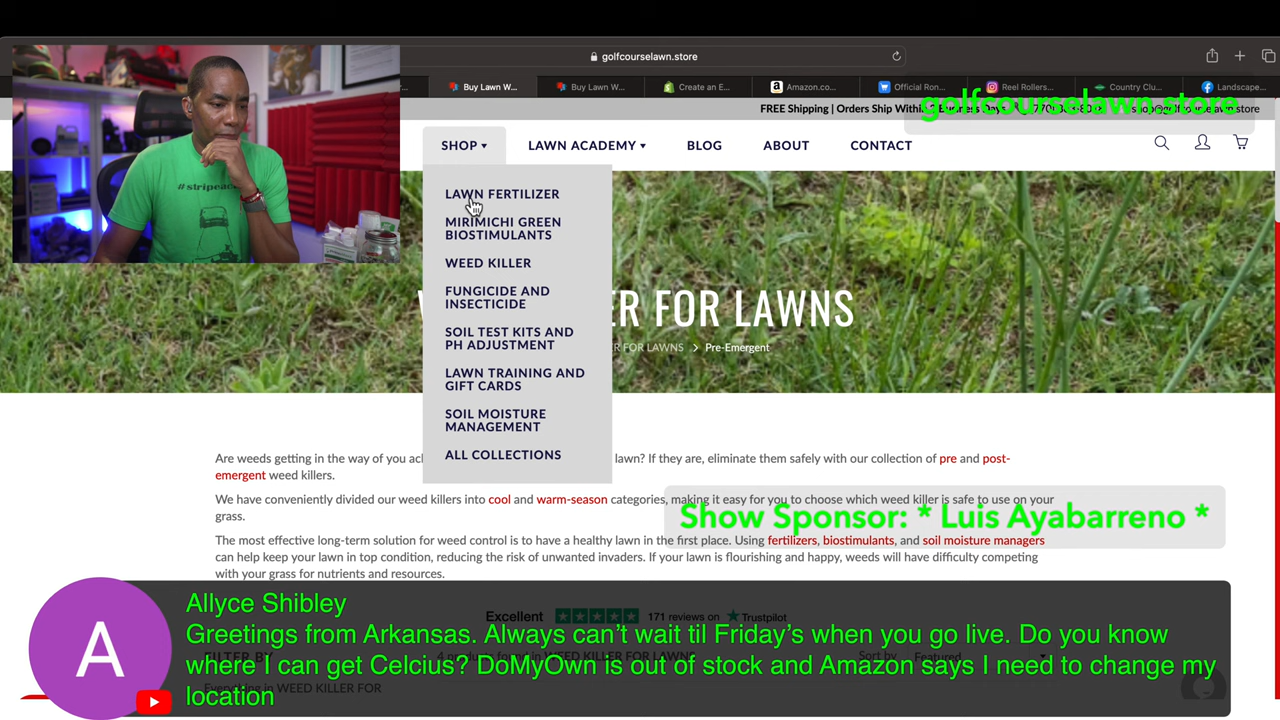 golfcourselawn.store
Buy Lawn W...
Buy Lawn W...
Create an E...
Amazon.co...
Official Ron...
Reel Rollers...
Country Clu...
Landscape...
FREE Shipping | Orders Ship Within
golfcourselawn.store
SHOP
LAWN ACADEMY
BLOG
ABOUT
CONTACT
LAWN FERTILIZER
MIRIMICHI GREEN
BIOSTIMULANTS
WEED KILLER
FUNGICIDE AND
INSECTICIDE
SOIL TEST KITS AND
PH ADJUSTMENT
LAWN TRAINING AND
GIFT CARDS
SOIL MOISTURE
MANAGEMENT
ALL COLLECTIONS
FOR LAWNS
FOR LAWNS > Pre-Emergent
Are weeds getting in the way of you lawn? If they are, eliminate them safely with our collection of pre and post-
emergent weed killers.
We have conveniently divided our weed killers into cool and warm-season categories, making it easy for you to choose which weed killer is safe to use on your
grass.
Show Sponsor: * Luis Ayabarreno *
The most effective long-term solution for weed control is to have a healthy lawn in the first place. Using fertilizers, biostimulants, and soil moisture managers
can help keep your lawn in top condition, reducing the risk of unwanted invaders. If your lawn is flourishing and happy, weeds will have difficulty competing
with your grass for nutrients and resources.
Excellent 171 reviews on Trustpilot
A
Allyce Shibley
Greetings from Arkansas. Always can't wait til Friday's when you go live. Do you know
where I can get Celcius? DoMyOwn is out of stock and Amazon says I need to change my
location